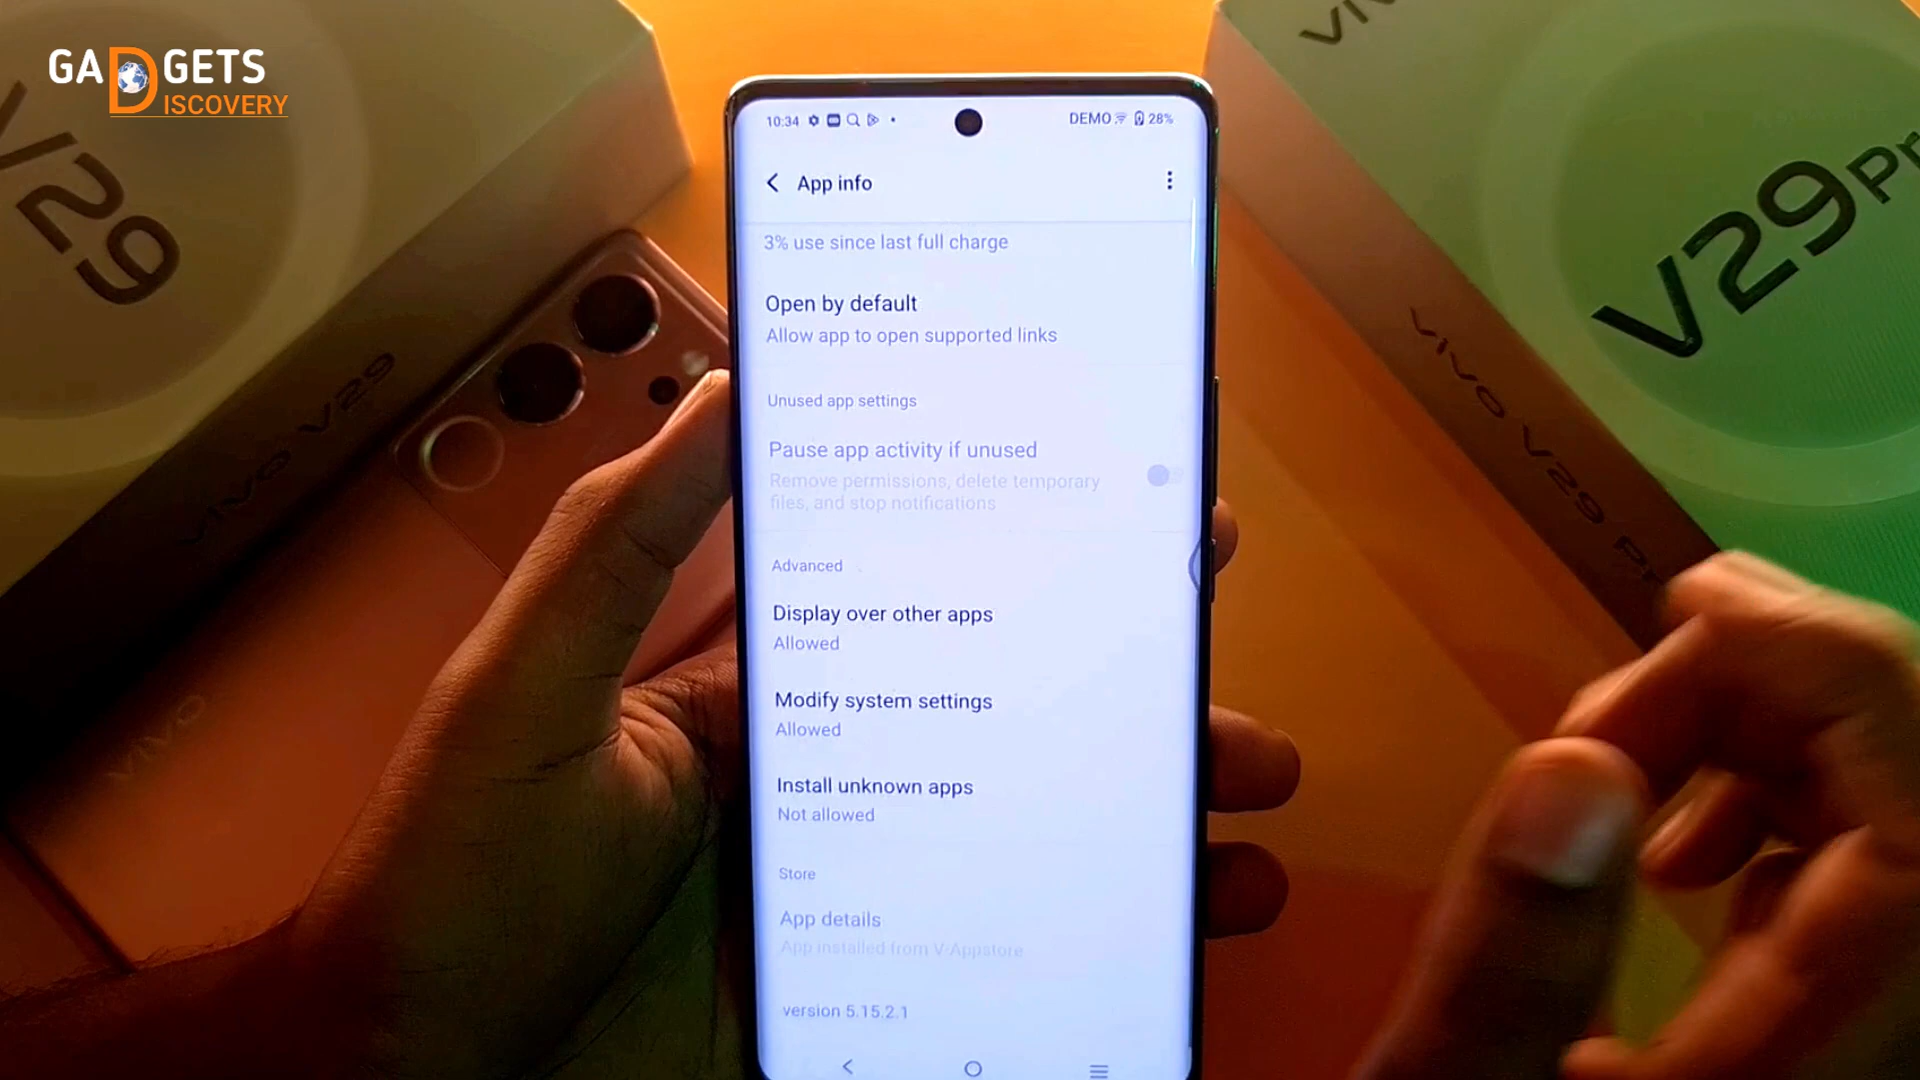 GADGETS
DISCOVERY
V29
VIVO V29
VIVO
VIVO
V29Pr
VIVO V29 Pr
10:34
DEMO 28%
App info
3% use since last full charge
Open by default
Allow app to open supported links
Unused app settings
Pause app activity if unused
Remove permissions, delete temporary
files, and stop notifications
Advanced
Display over other apps
Allowed
Modify system settings
Allowed
Install unknown apps
Not allowed
Store
App details
App installed from V-Appstore
version 5.15.2.1